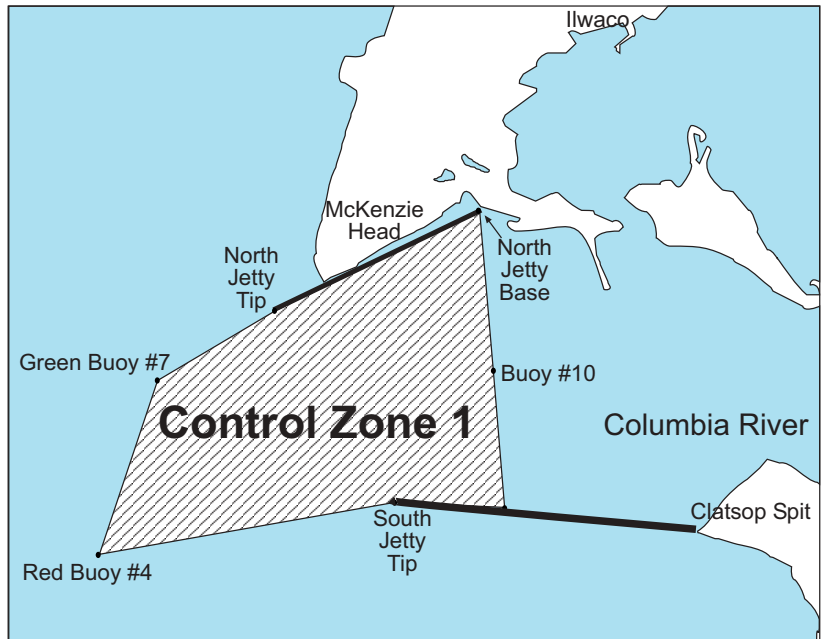 Ilwaco
McKenzie
Head
North
Jetty
Tip
North
Jetty
Base
Green Buoy #7
Buoy #10
Control Zone 1
Columbia River
South
Jetty
Tip
Clatsop Spit
Red Buoy #4